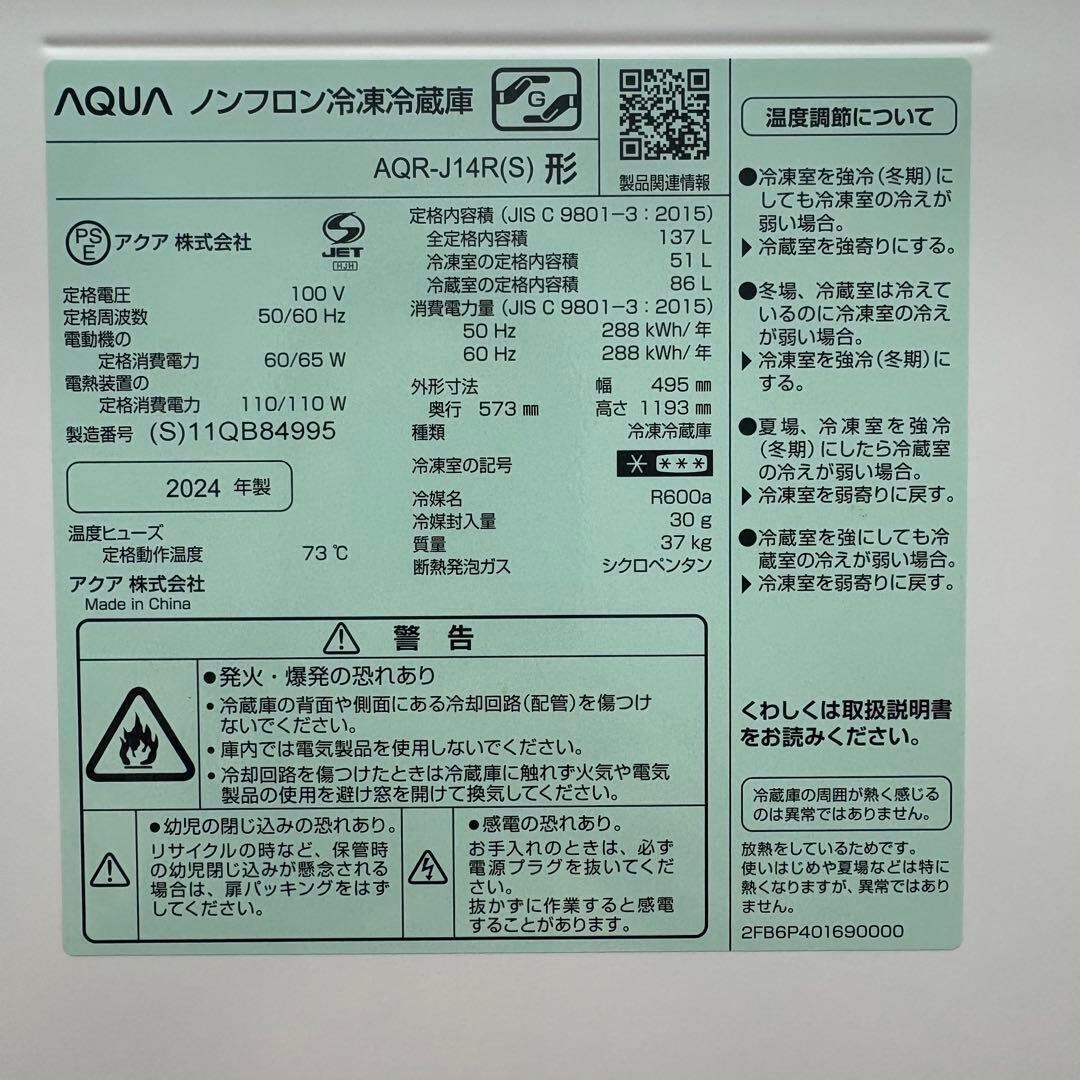 AQUA ノンフロン冷凍冷蔵庫
G
AQR-J14R(S) 形
製品関連情報
PSE アクア 株式会社
JET
HJH
定格電圧 100 V
定格周波数 50/60 Hz
電動機の
定格消費電力 60/65 W
電熱装置の
定格消費電力 110/110 W
製造番号 (S)11QB84995
2024 年製
温度ヒューズ
定格動作温度 73 ℃
アクア 株式会社
Made in China
定格内容積 (JIS C 9801-3:2015)
全定格内容積 137 L
冷凍室の定格内容積 51 L
冷蔵室の定格内容積 86 L
消費電力量 (JIS C 9801-3:2015)
50 Hz 288 kWh/年
60 Hz 288 kWh/年
外形寸法 幅 495 mm
奥行 573 mm 高さ 1193 mm
種類 冷凍冷蔵庫
冷凍室の記号 * ***
冷媒名 R600a
冷媒封入量 30 g
質量 37 kg
断熱発泡ガス シクロペンタン
警告
●発火・爆発の恐れあり
・冷蔵庫の背面や側面にある冷却回路(配管)を傷つけ
ないでください。
・庫内では電気製品を使用しないでください。
・冷却回路を傷つけたときは冷蔵庫に触れず火気や電気
製品の使用を避け窓を開けて換気してください。
●幼児の閉じ込みの恐れあり。
リサイクルの時など、保管時
の幼児閉じ込みが懸念される
場合は、扉パッキングをはず
してください。
●感電の恐れあり。
お手入れのときは、必ず
電源プラグを抜いてくだ
さい。
抜かずに作業すると感電
することがあります。
温度調節について
●冷凍室を強冷(冬期)に
しても冷凍室の冷えが
弱い場合。
▶冷蔵室を強寄りにする。
●冬場、冷蔵室は冷えて
いるのに冷凍室の冷え
が弱い場合。
▶冷凍室を強冷(冬期)に
する。
●夏場、冷凍室を強冷
(冬期)にしたら冷蔵室
の冷えが弱い場合。
▶冷凍室を弱寄りに戻す。
●冷蔵室を強にしても冷
蔵室の冷えが弱い場合。
▶冷凍室を弱寄りに戻す。
くわしくは取扱説明書
をお読みください。
冷蔵庫の周囲が熱く感じる
のは異常ではありません。
放熱をしているためです。
使いはじめや夏場などは特に
熱くなりますが、異常ではあり
ません。
2FB6P401690000